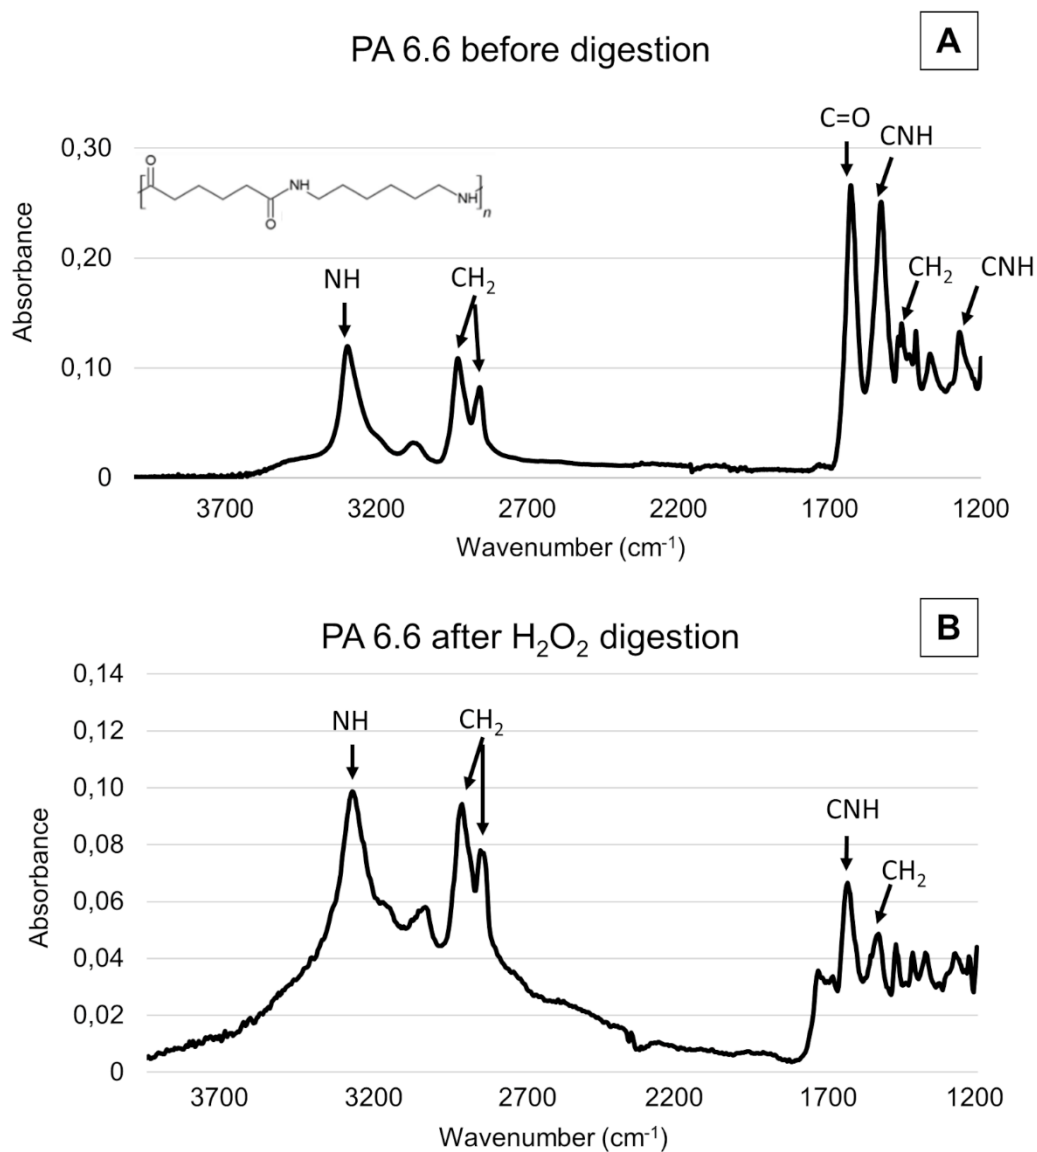 A
PA 6.6 before digestion
C=O
CNH
0,30
O
NH
O
NH
n
0,20
CH₂
CNH
NH
CH₂
0,10
0
Absorbance
3700 3200 2700 2200 1700 1200
Wavenumber (cm⁻¹)
B
PA 6.6 after H₂O₂ digestion
0,14
NH
CH₂
0,12
0,10
CNH
0,08
CH₂
0,06
0,04
0,02
0
Absorbance
3700 3200 2700 2200 1700 1200
Wavenumber (cm⁻¹)